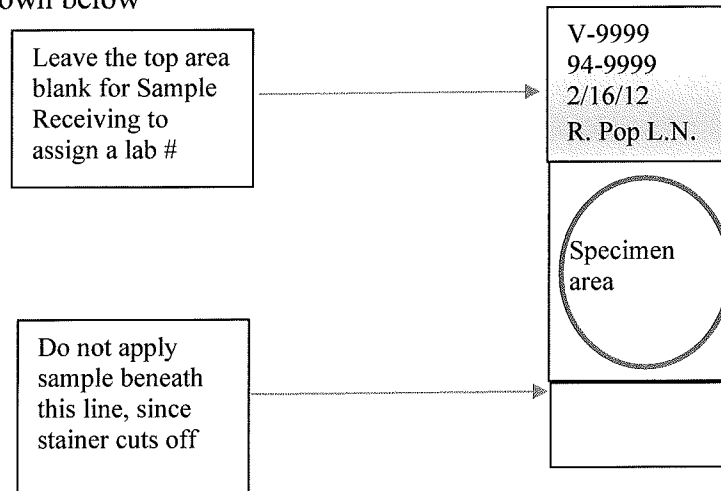 own below
Leave the top area
blank for Sample
Receiving to
assign a lab #
V-9999
94-9999
2/16/12
R. Pop L.N.
Specimen
area
Do not apply
sample beneath
this line, since
stainer cuts off